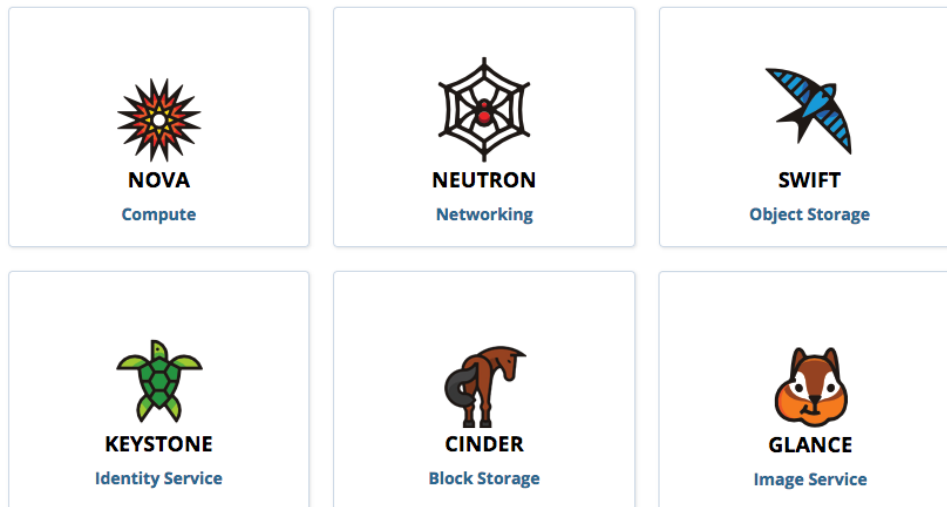 NOVA
Compute
NEUTRON
Networking
SWIFT
Object Storage
KEYSTONE
Identity Service
CINDER
Block Storage
GLANCE
Image Service